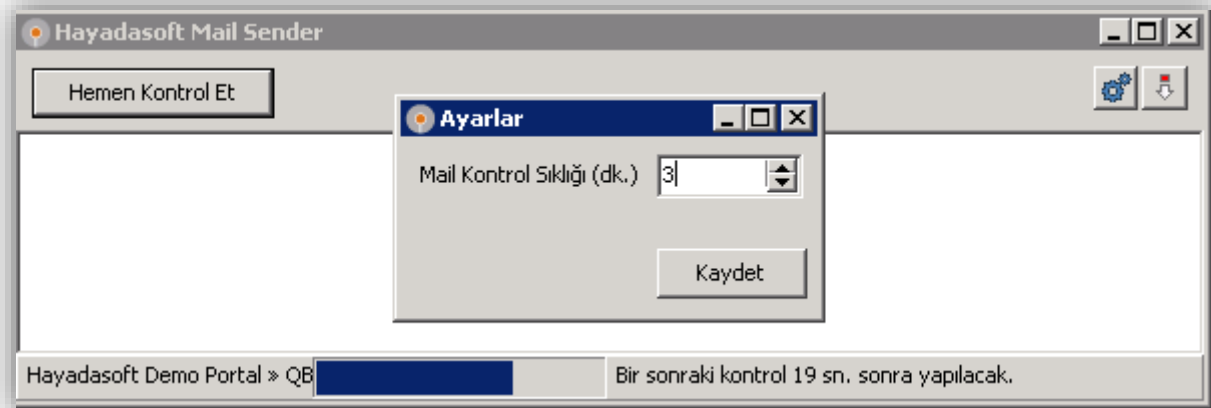 Hayadasoft Mail Sender
Hemen Kontrol Et
Ayarlar
Mail Kontrol Sıklığı (dk.) 3
Kaydet
Hayadasoft Demo Portal » QB
Bir sonraki kontrol 19 sn. sonra yapılacak.